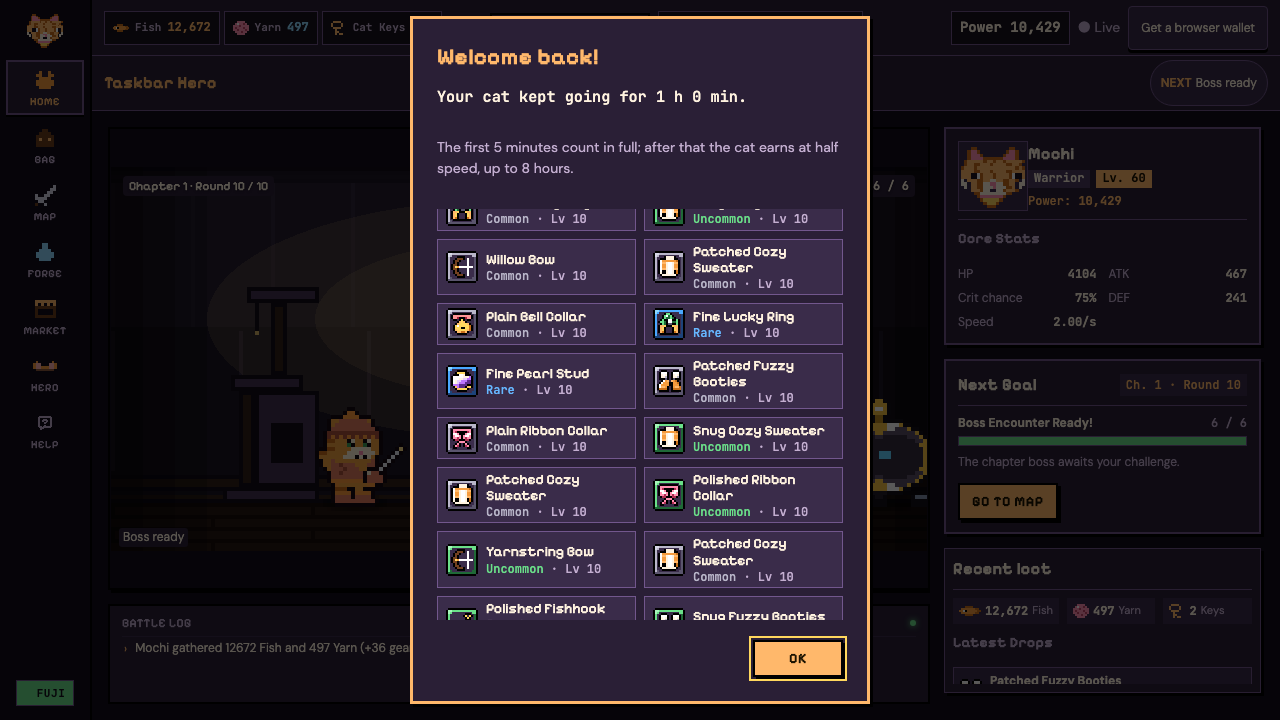 Fish 12,672
Yarn 497
Cat Keys
Power 10,429
Live
Get a browser wallet
HOME
BAG
MAP
FORGE
MARKET
HERO
HELP
FUJI
Taskbar Hero
NEXT Boss ready
Chapter 1 · Round 10 / 10
6 / 6
Boss ready
BATTLE LOG
› Mochi gathered 12672 Fish and 497 Yarn (+36 gea
Welcome back!
Your cat kept going for 1 h 0 min.
The first 5 minutes count in full; after that the cat earns at half
speed, up to 8 hours.
Common · Lv 10
Uncommon · Lv 10
Willow Bow
Common · Lv 10
Patched Cozy
Sweater
Common · Lv 10
Plain Bell Collar
Common · Lv 10
Fine Lucky Ring
Rare · Lv 10
Fine Pearl Stud
Rare · Lv 10
Patched Fuzzy
Booties
Common · Lv 10
Plain Ribbon Collar
Common · Lv 10
Snug Cozy Sweater
Uncommon · Lv 10
Patched Cozy
Sweater
Common · Lv 10
Polished Ribbon
Collar
Uncommon · Lv 10
Yarnstring Bow
Uncommon · Lv 10
Patched Cozy
Sweater
Common · Lv 10
Polished Fishhook
Snug Fuzzy Booties
OK
Mochi
Warrior Lv. 60
Power: 10,429
Core Stats
HP 4104 ATK 467
Crit chance 75% DEF 241
Speed 2.00/s
Next Goal
Ch. 1 · Round 10
Boss Encounter Ready! 6 / 6
The chapter boss awaits your challenge.
GO TO MAP
Recent loot
12,672 Fish
497 Yarn
2 Keys
Latest Drops
Patched Fuzzy Booties